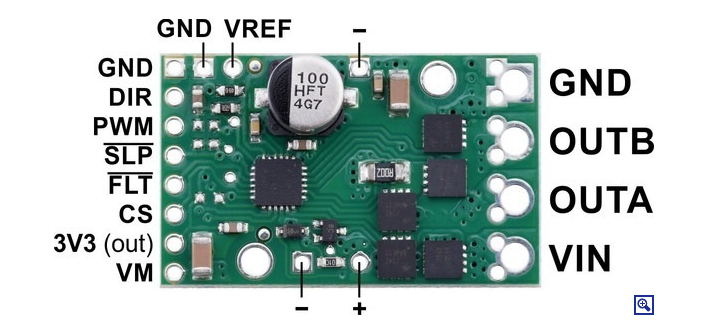 GND VREF –
GND
DIR
PWM
SLP
FLT
CS
3V3 (out)
VM
100
HFT
4G7
R002
GND
OUTB
OUTA
VIN
– +